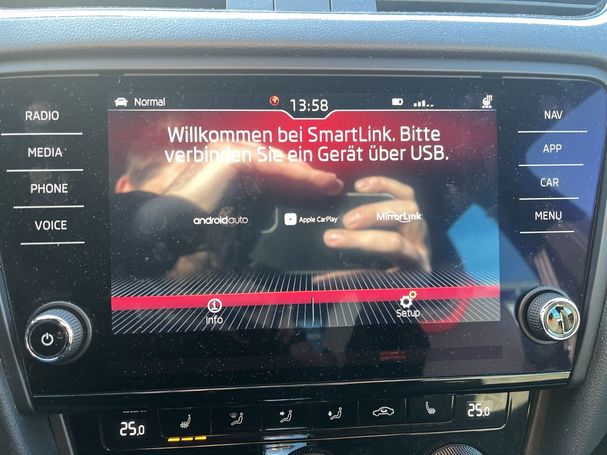 Normal 13:58
RADIO
MEDIA
PHONE
VOICE
Willkommen bei SmartLink. Bitte
verbinden Sie ein Gerät über USB.
androidauto Apple CarPlay MirrorLink
Info Setup
NAV
APP
CAR
MENU
25.0 25.0